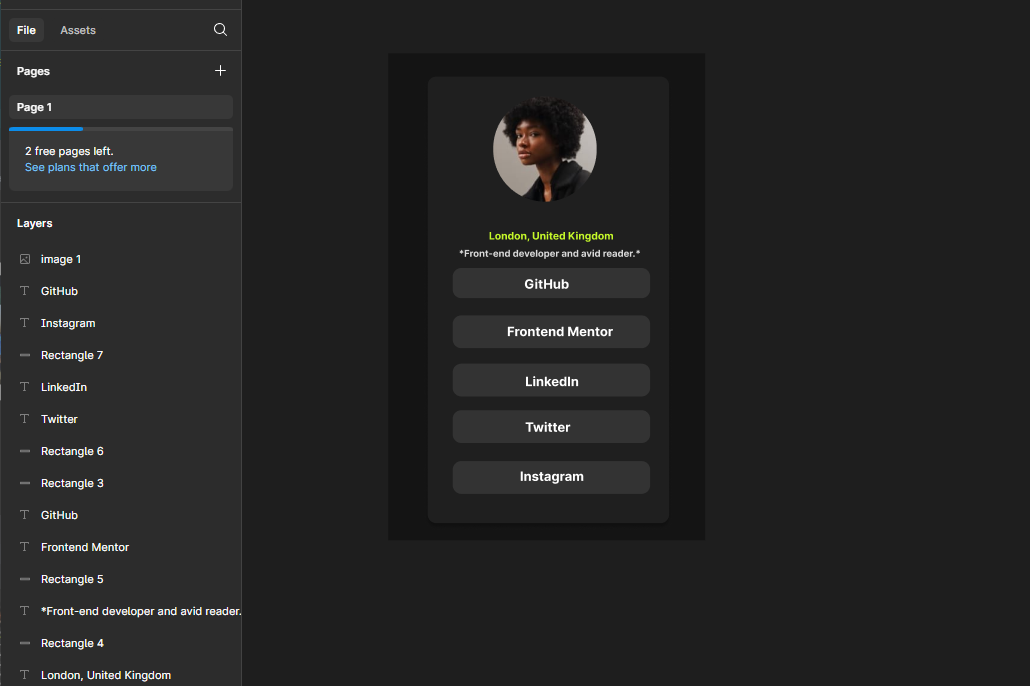 File
Assets
Pages
Page 1
2 free pages left.
See plans that offer more
Layers
image 1
GitHub
Instagram
Rectangle 7
LinkedIn
Twitter
Rectangle 6
Rectangle 3
GitHub
Frontend Mentor
Rectangle 5
*Front-end developer and avid reader.
Rectangle 4
London, United Kingdom
London, United Kingdom
*Front-end developer and avid reader.*
GitHub
Frontend Mentor
LinkedIn
Twitter
Instagram